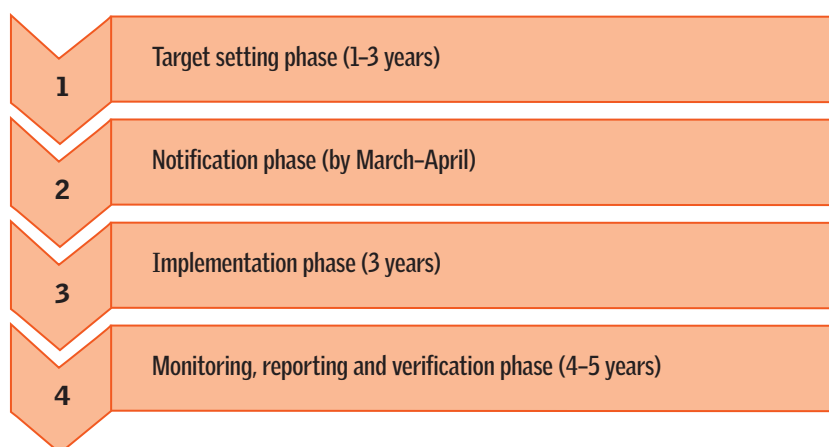 1 Target setting phase (1–3 years)
2 Notification phase (by March–April)
3 Implementation phase (3 years)
4 Monitoring, reporting and verification phase (4–5 years)